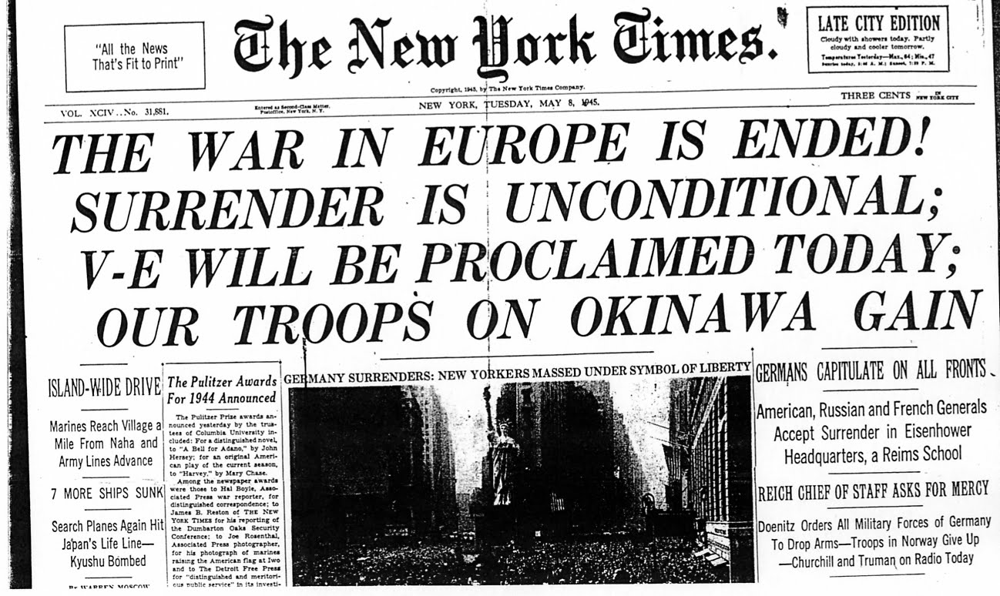 "All the News
That's Fit to Print"
The New York Times.
LATE CITY EDITION
Cloudy with showers today. Partly
cloudy and cooler tomorrow.
Temperatures Yesterday—Max., 64; Min., 47
Sunrise today, A. M.; Sunset, P. M.
Copyright, 1945, by The New York Times Company.
VOL. XCIV..No. 31,881.
Entered as Second-Class Matter,
Postoffice, New York, N. Y.
NEW YORK, TUESDAY, MAY 8, 1945.
THREE CENTS IN NEW YORK CITY
THE WAR IN EUROPE IS ENDED!
SURRENDER IS UNCONDITIONAL;
V-E WILL BE PROCLAIMED TODAY;
OUR TROOPS ON OKINAWA GAIN
ISLAND-WIDE DRIVE
Marines Reach Village a
Mile From Naha and
Army Lines Advance
7 MORE SHIPS SUNK
Search Planes Again Hit
Japan's Life Line—
Kyushu Bombed
By WARREN MOSCOW
The Pulitzer Awards
For 1944 Announced
The Pulitzer Prize awards an-
nounced yesterday by the trus-
tees of Columbia University in-
cluded: For a distinguished novel,
to "A Bell for Adano," by John
Hersey; for an original Ameri-
can play of the current season,
to "Harvey," by Mary Chase.
Among the newspaper awards
were those to Hal Boyle, Asso-
ciated Press war reporter, for
distinguished correspondence; to
James B. Reston of THE NEW
YORK TIMES for his reporting of
the Dumbarton Oaks Security
Conference; to Joe Rosenthal,
Associated Press photographer,
for his photograph of marines
raising the American flag at Iwo
and to The Detroit Free Press
for "distinguished and meritori-
ous public service" in its investi-
GERMANY SURRENDERS: NEW YORKERS MASSED UNDER SYMBOL OF LIBERTY
GERMANS CAPITULATE ON ALL FRONTS
American, Russian and French Generals
Accept Surrender in Eisenhower
Headquarters, a Reims School
REICH CHIEF OF STAFF ASKS FOR MERCY
Doenitz Orders All Military Forces of Germany
To Drop Arms—Troops in Norway Give Up
—Churchill and Truman on Radio Today